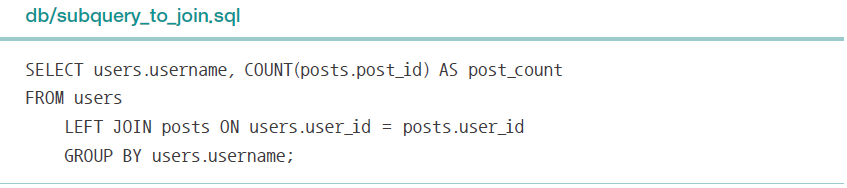 db/subquery_to_join.sql
SELECT users.username, COUNT(posts.post_id) AS post_count
FROM users
LEFT JOIN posts ON users.user_id = posts.user_id
GROUP BY users.username;